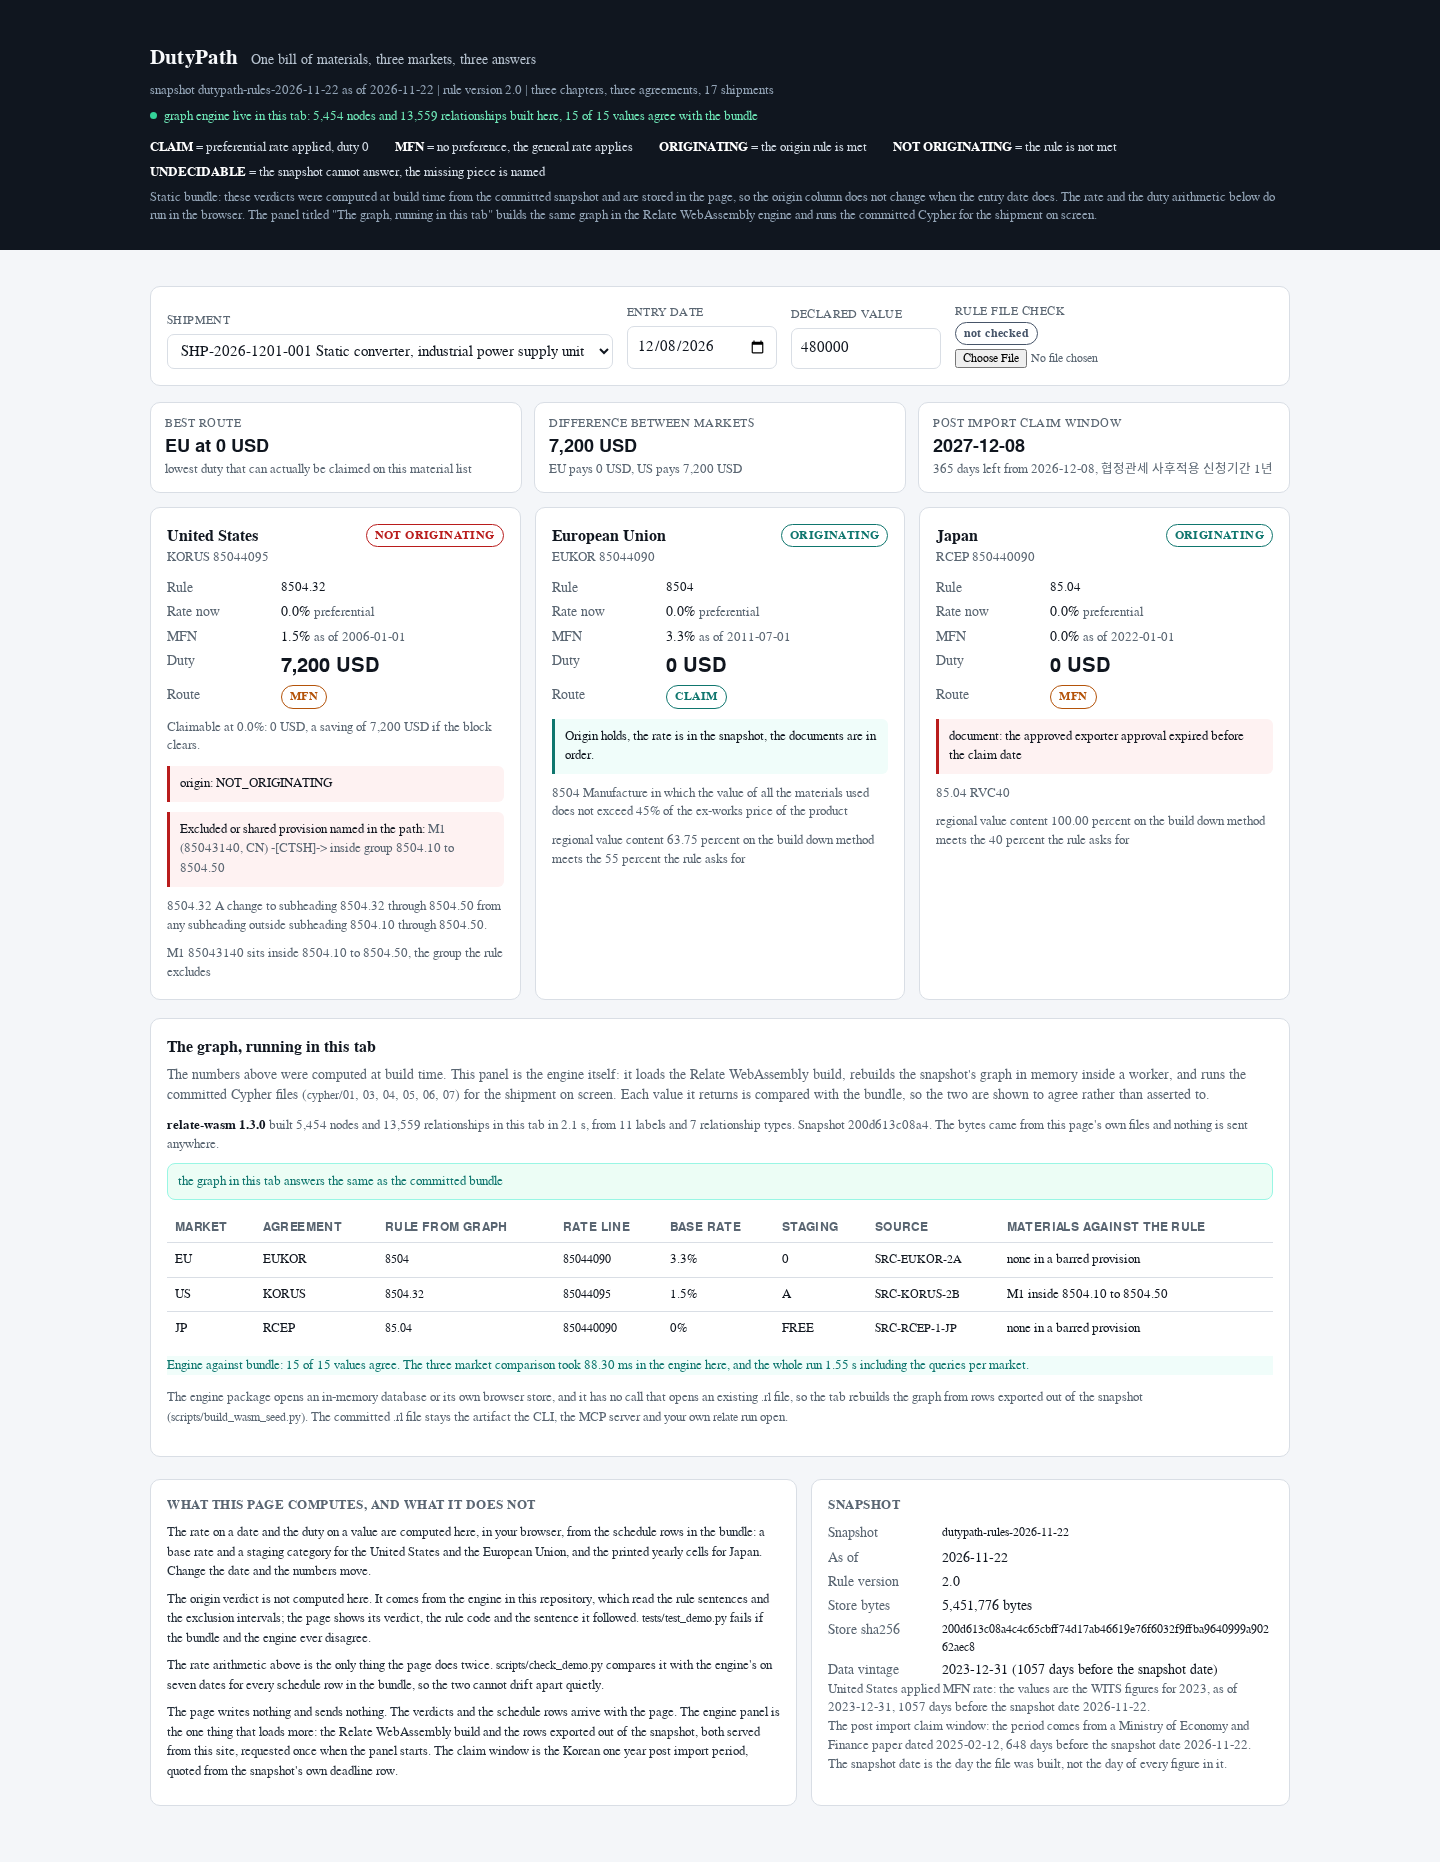 DutyPath One bill of materials, three markets, three answers
snapshot dutypath-rules-2026-11-22 as of 2026-11-22 | rule version 2.0 | three chapters, three agreements, 17 shipments
graph engine live in this tab: 5,454 nodes and 13,559 relationships built here, 15 of 15 values agree with the bundle
CLAIM = preferential rate applied, duty 0 MFN = no preference, the general rate applies ORIGINATING = the origin rule is met NOT ORIGINATING = the rule is not met
UNDECIDABLE = the snapshot cannot answer, the missing piece is named
Static bundle: these verdicts were computed at build time from the committed snapshot and are stored in the page, so the origin column does not change when the entry date does. The rate and the duty arithmetic below do
run in the browser. The panel titled "The graph, running in this tab" builds the same graph in the Relate WebAssembly engine and runs the committed Cypher for the shipment on screen.
SHIPMENT
SHP-2026-1201-001 Static converter, industrial power supply unit
ENTRY DATE
12/08/2026
DECLARED VALUE
480000
RULE FILE CHECK
not checked
Choose File No file chosen
BEST ROUTE
EU at 0 USD
lowest duty that can actually be claimed on this material list
DIFFERENCE BETWEEN MARKETS
7,200 USD
EU pays 0 USD, US pays 7,200 USD
POST IMPORT CLAIM WINDOW
2027-12-08
365 days left from 2026-12-08, 협정관세 사후적용 신청기간 1년
United States NOT ORIGINATING
KORUS 85044095
Rule 8504.32
Rate now 0.0% preferential
MFN 1.5% as of 2006-01-01
Duty 7,200 USD
Route MFN
Claimable at 0.0%: 0 USD, a saving of 7,200 USD if the block
clears.
origin: NOT_ORIGINATING
Excluded or shared provision named in the path: M1
(85043140, CN) -[CTSH]-> inside group 8504.10 to
8504.50
8504.32 A change to subheading 8504.32 through 8504.50 from
any subheading outside subheading 8504.10 through 8504.50.
M1 85043140 sits inside 8504.10 to 8504.50, the group the rule
excludes
European Union ORIGINATING
EUKOR 85044090
Rule 8504
Rate now 0.0% preferential
MFN 3.3% as of 2011-07-01
Duty 0 USD
Route CLAIM
Origin holds, the rate is in the snapshot, the documents are in
order.
8504 Manufacture in which the value of all the materials used
does not exceed 45% of the ex-works price of the product
regional value content 63.75 percent on the build down method
meets the 55 percent the rule asks for
Japan ORIGINATING
RCEP 850440090
Rule 85.04
Rate now 0.0% preferential
MFN 0.0% as of 2022-01-01
Duty 0 USD
Route MFN
document: the approved exporter approval expired before
the claim date
85.04 RVC40
regional value content 100.00 percent on the build down method
meets the 40 percent the rule asks for
The graph, running in this tab
The numbers above were computed at build time. This panel is the engine itself: it loads the Relate WebAssembly build, rebuilds the snapshot's graph in memory inside a worker, and runs the
committed Cypher files (cypher/01, 03, 04, 05, 06, 07) for the shipment on screen. Each value it returns is compared with the bundle, so the two are shown to agree rather than asserted to.
relate-wasm 1.3.0 built 5,454 nodes and 13,559 relationships in this tab in 2.1 s, from 11 labels and 7 relationship types. Snapshot 200d613c08a4. The bytes came from this page's own files and nothing is sent
anywhere.
the graph in this tab answers the same as the committed bundle
MARKET AGREEMENT RULE FROM GRAPH RATE LINE BASE RATE STAGING SOURCE MATERIALS AGAINST THE RULE
EU EUKOR 8504 85044090 3.3% 0 SRC-EUKOR-2A none in a barred provision
US KORUS 8504.32 85044095 1.5% A SRC-KORUS-2B M1 inside 8504.10 to 8504.50
JP RCEP 85.04 850440090 0% FREE SRC-RCEP-1-JP none in a barred provision
Engine against bundle: 15 of 15 values agree. The three market comparison took 88.30 ms in the engine here, and the whole run 1.55 s including the queries per market.
The engine package opens an in-memory database or its own browser store, and it has no call that opens an existing .rl file, so the tab rebuilds the graph from rows exported out of the snapshot
(scripts/build_wasm_seed.py). The committed .rl file stays the artifact the CLI, the MCP server and your own relate run open.
WHAT THIS PAGE COMPUTES, AND WHAT IT DOES NOT
The rate on a date and the duty on a value are computed here, in your browser, from the schedule rows in the bundle: a
base rate and a staging category for the United States and the European Union, and the printed yearly cells for Japan.
Change the date and the numbers move.
The origin verdict is not computed here. It comes from the engine in this repository, which read the rule sentences and
the exclusion intervals; the page shows its verdict, the rule code and the sentence it followed. tests/test_demo.py fails if
the bundle and the engine ever disagree.
The rate arithmetic above is the only thing the page does twice. scripts/check_demo.py compares it with the engine's on
seven dates for every schedule row in the bundle, so the two cannot drift apart quietly.
The page writes nothing and sends nothing. The verdicts and the schedule rows arrive with the page. The engine panel is
the one thing that loads more: the Relate WebAssembly build and the rows exported out of the snapshot, both served
from this site, requested once when the panel starts. The claim window is the Korean one year post import period,
quoted from the snapshot's own deadline row.
SNAPSHOT
Snapshot dutypath-rules-2026-11-22
As of 2026-11-22
Rule version 2.0
Store bytes 5,451,776 bytes
Store sha256 200d613c08a4c4c65cbff74d17ab46619e76f6032f9ffba9640999a902
62aec8
Data vintage 2023-12-31 (1057 days before the snapshot date)
United States applied MFN rate: the values are the WITS figures for 2023, as of
2023-12-31, 1057 days before the snapshot date 2026-11-22.
The post import claim window: the period comes from a Ministry of Economy and
Finance paper dated 2025-02-12, 648 days before the snapshot date 2026-11-22.
The snapshot date is the day the file was built, not the day of every figure in it.